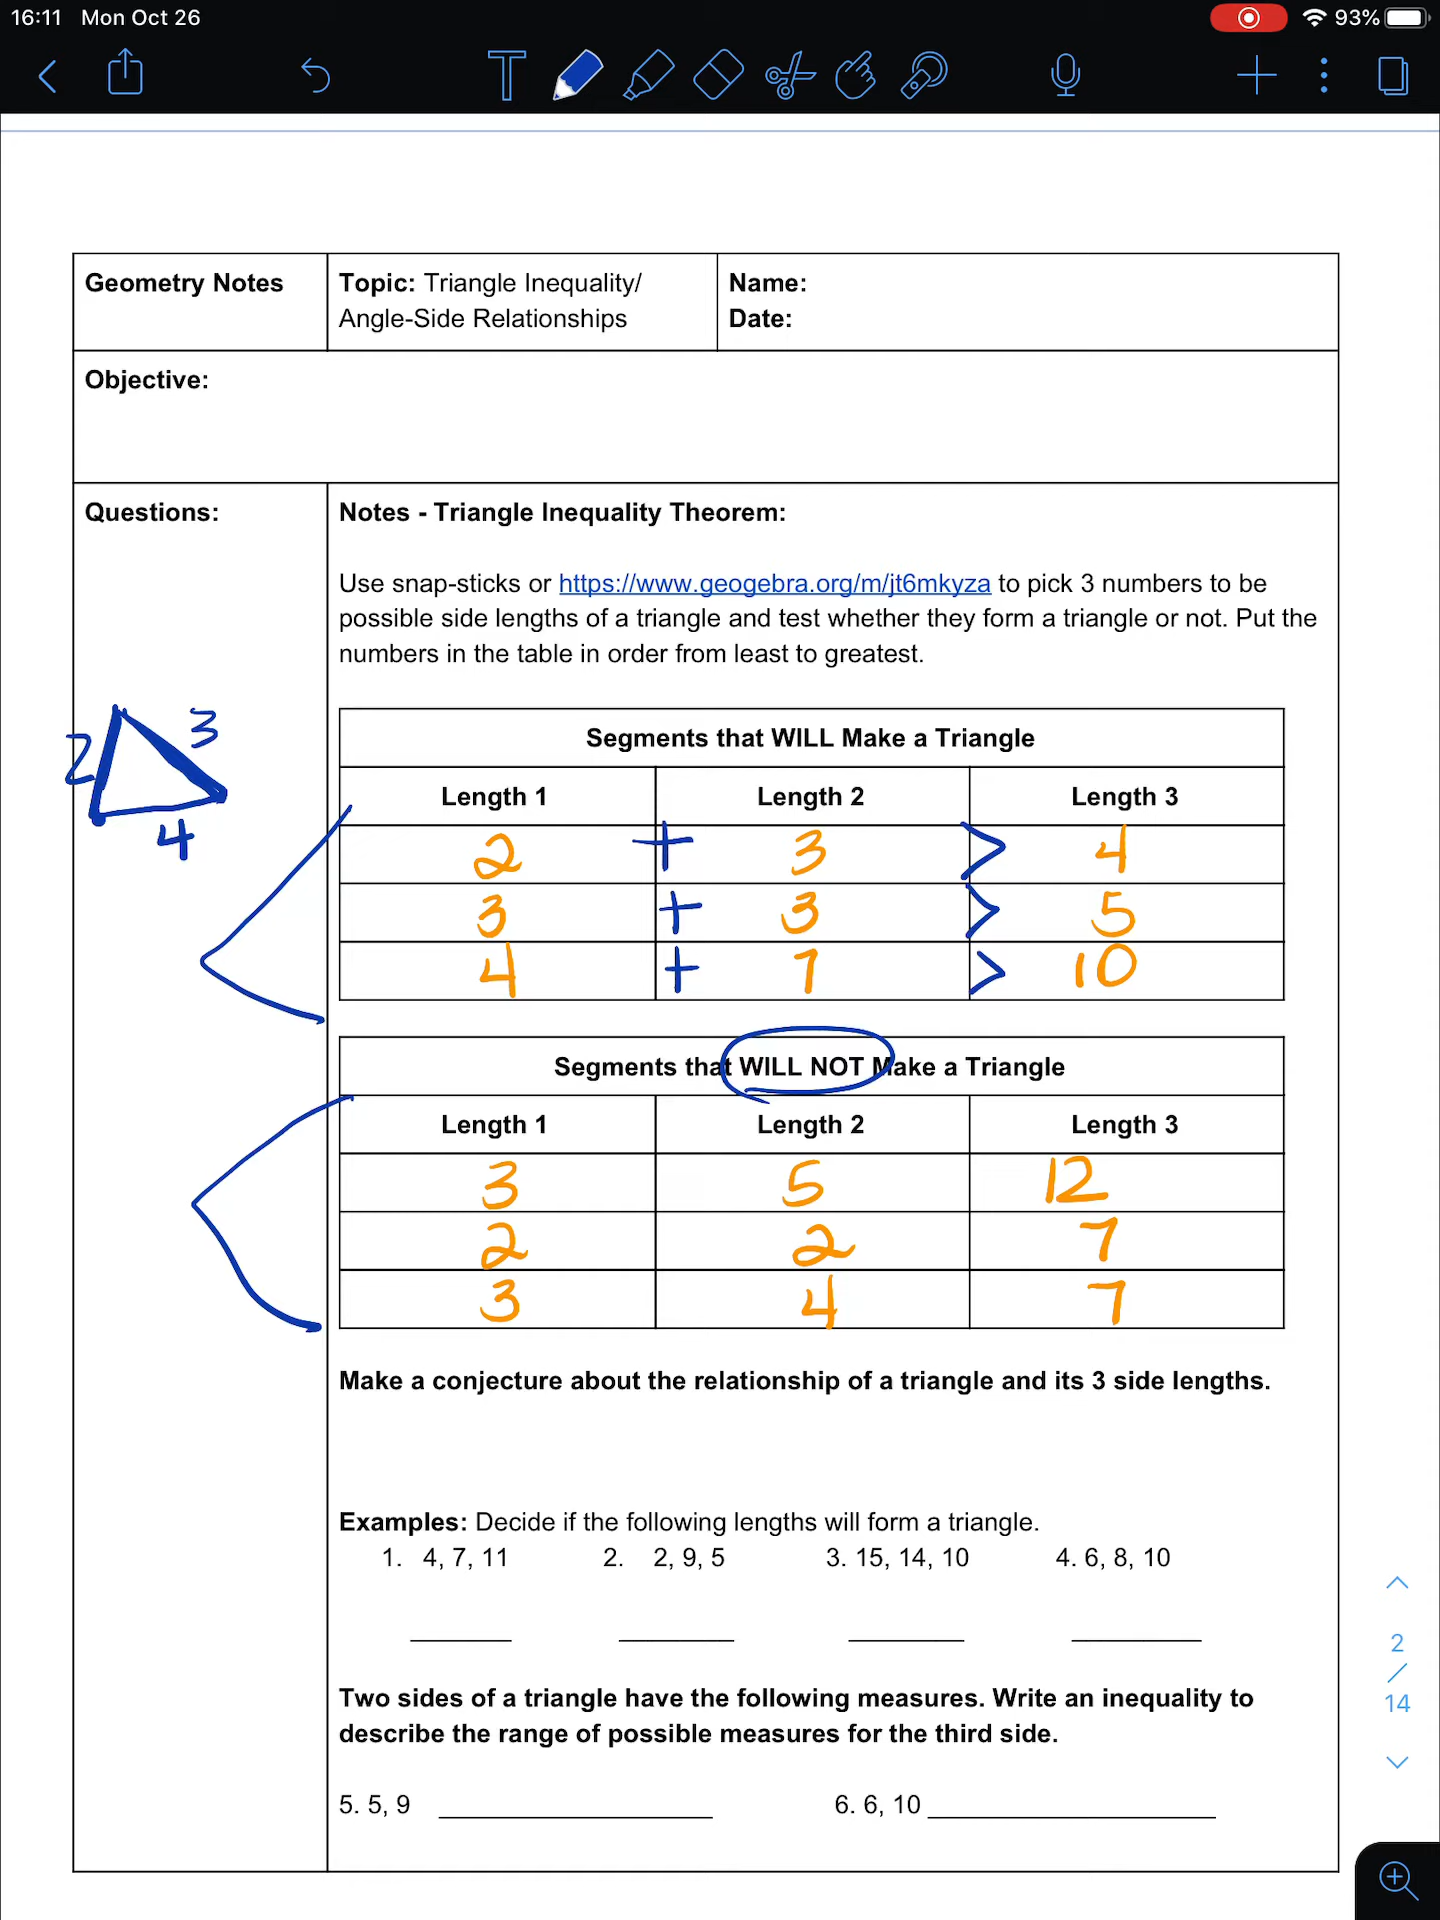 16:11 Mon Oct 26 93%
Geometry Notes
Topic: Triangle Inequality/
Angle-Side Relationships
Name:
Date:
Objective:
Questions:
Notes - Triangle Inequality Theorem:
Use snap-sticks or https://www.geogebra.org/m/jt6mkyza to pick 3 numbers to be
possible side lengths of a triangle and test whether they form a triangle or not. Put the
numbers in the table in order from least to greatest.
2 3
4
Segments that WILL Make a Triangle
Length 1 Length 2 Length 3
2 + 3 > 4
3 + 3 > 5
4 + 7 > 10
Segments that WILL NOT Make a Triangle
Length 1 Length 2 Length 3
3 5 12
2 2 7
3 4 7
Make a conjecture about the relationship of a triangle and its 3 side lengths.
Examples: Decide if the following lengths will form a triangle.
1. 4, 7, 11 2. 2, 9, 5 3. 15, 14, 10 4. 6, 8, 10
Two sides of a triangle have the following measures. Write an inequality to
describe the range of possible measures for the third side.
5. 5, 9 6. 6, 10
2
/
14